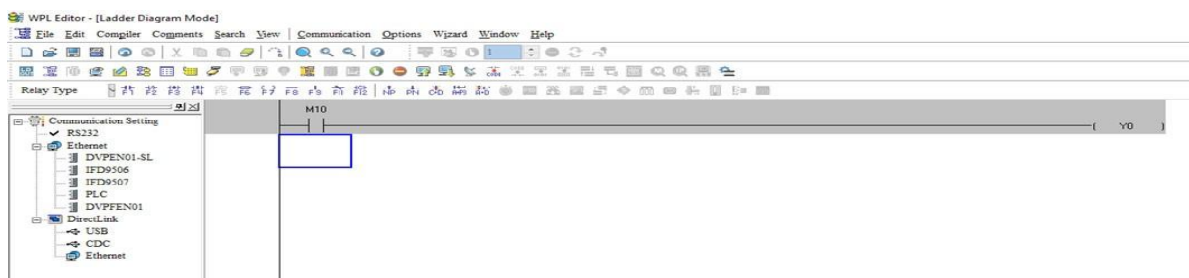 WPL Editor - [Ladder Diagram Mode]
File Edit Compiler Comments Search View Communication Options Wizard Window Help
1
Relay Type
M10
Y0
Communication Setting
RS232
Ethernet
DVPEN01-SL
IFD9506
IFD9507
PLC
DVPFEN01
DirectLink
USB
CDC
Ethernet